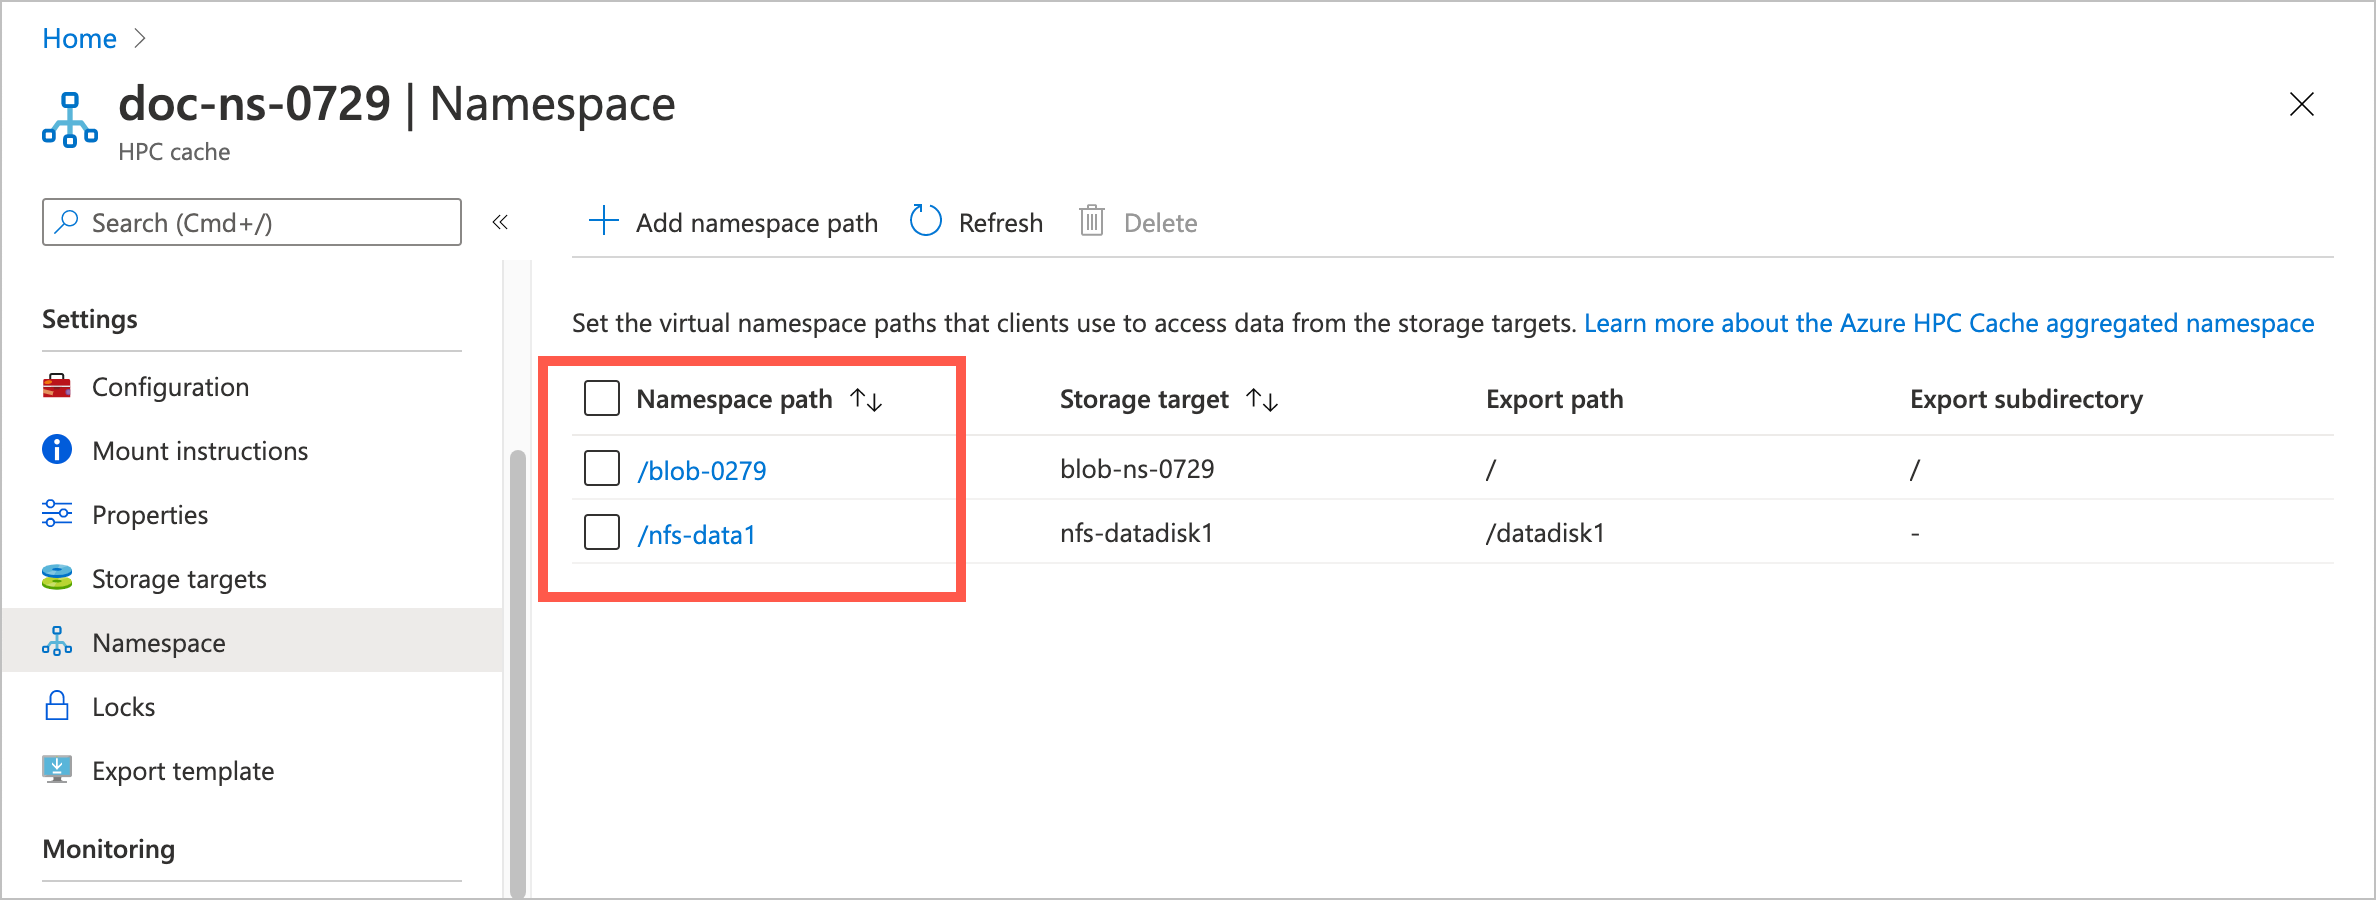 Home
doc-ns-0729 | Namespace
HPC cache
Search (Cmd+/)
Add namespace path Refresh Delete
Settings
Configuration
Mount instructions
Properties
Storage targets
Namespace
Locks
Export template
Monitoring
Set the virtual namespace paths that clients use to access data from the storage targets. Learn more about the Azure HPC Cache aggregated namespace
Namespace path Storage target Export path Export subdirectory
/blob-0279 blob-ns-0729 / /
/nfs-data1 nfs-datadisk1 /datadisk1 -